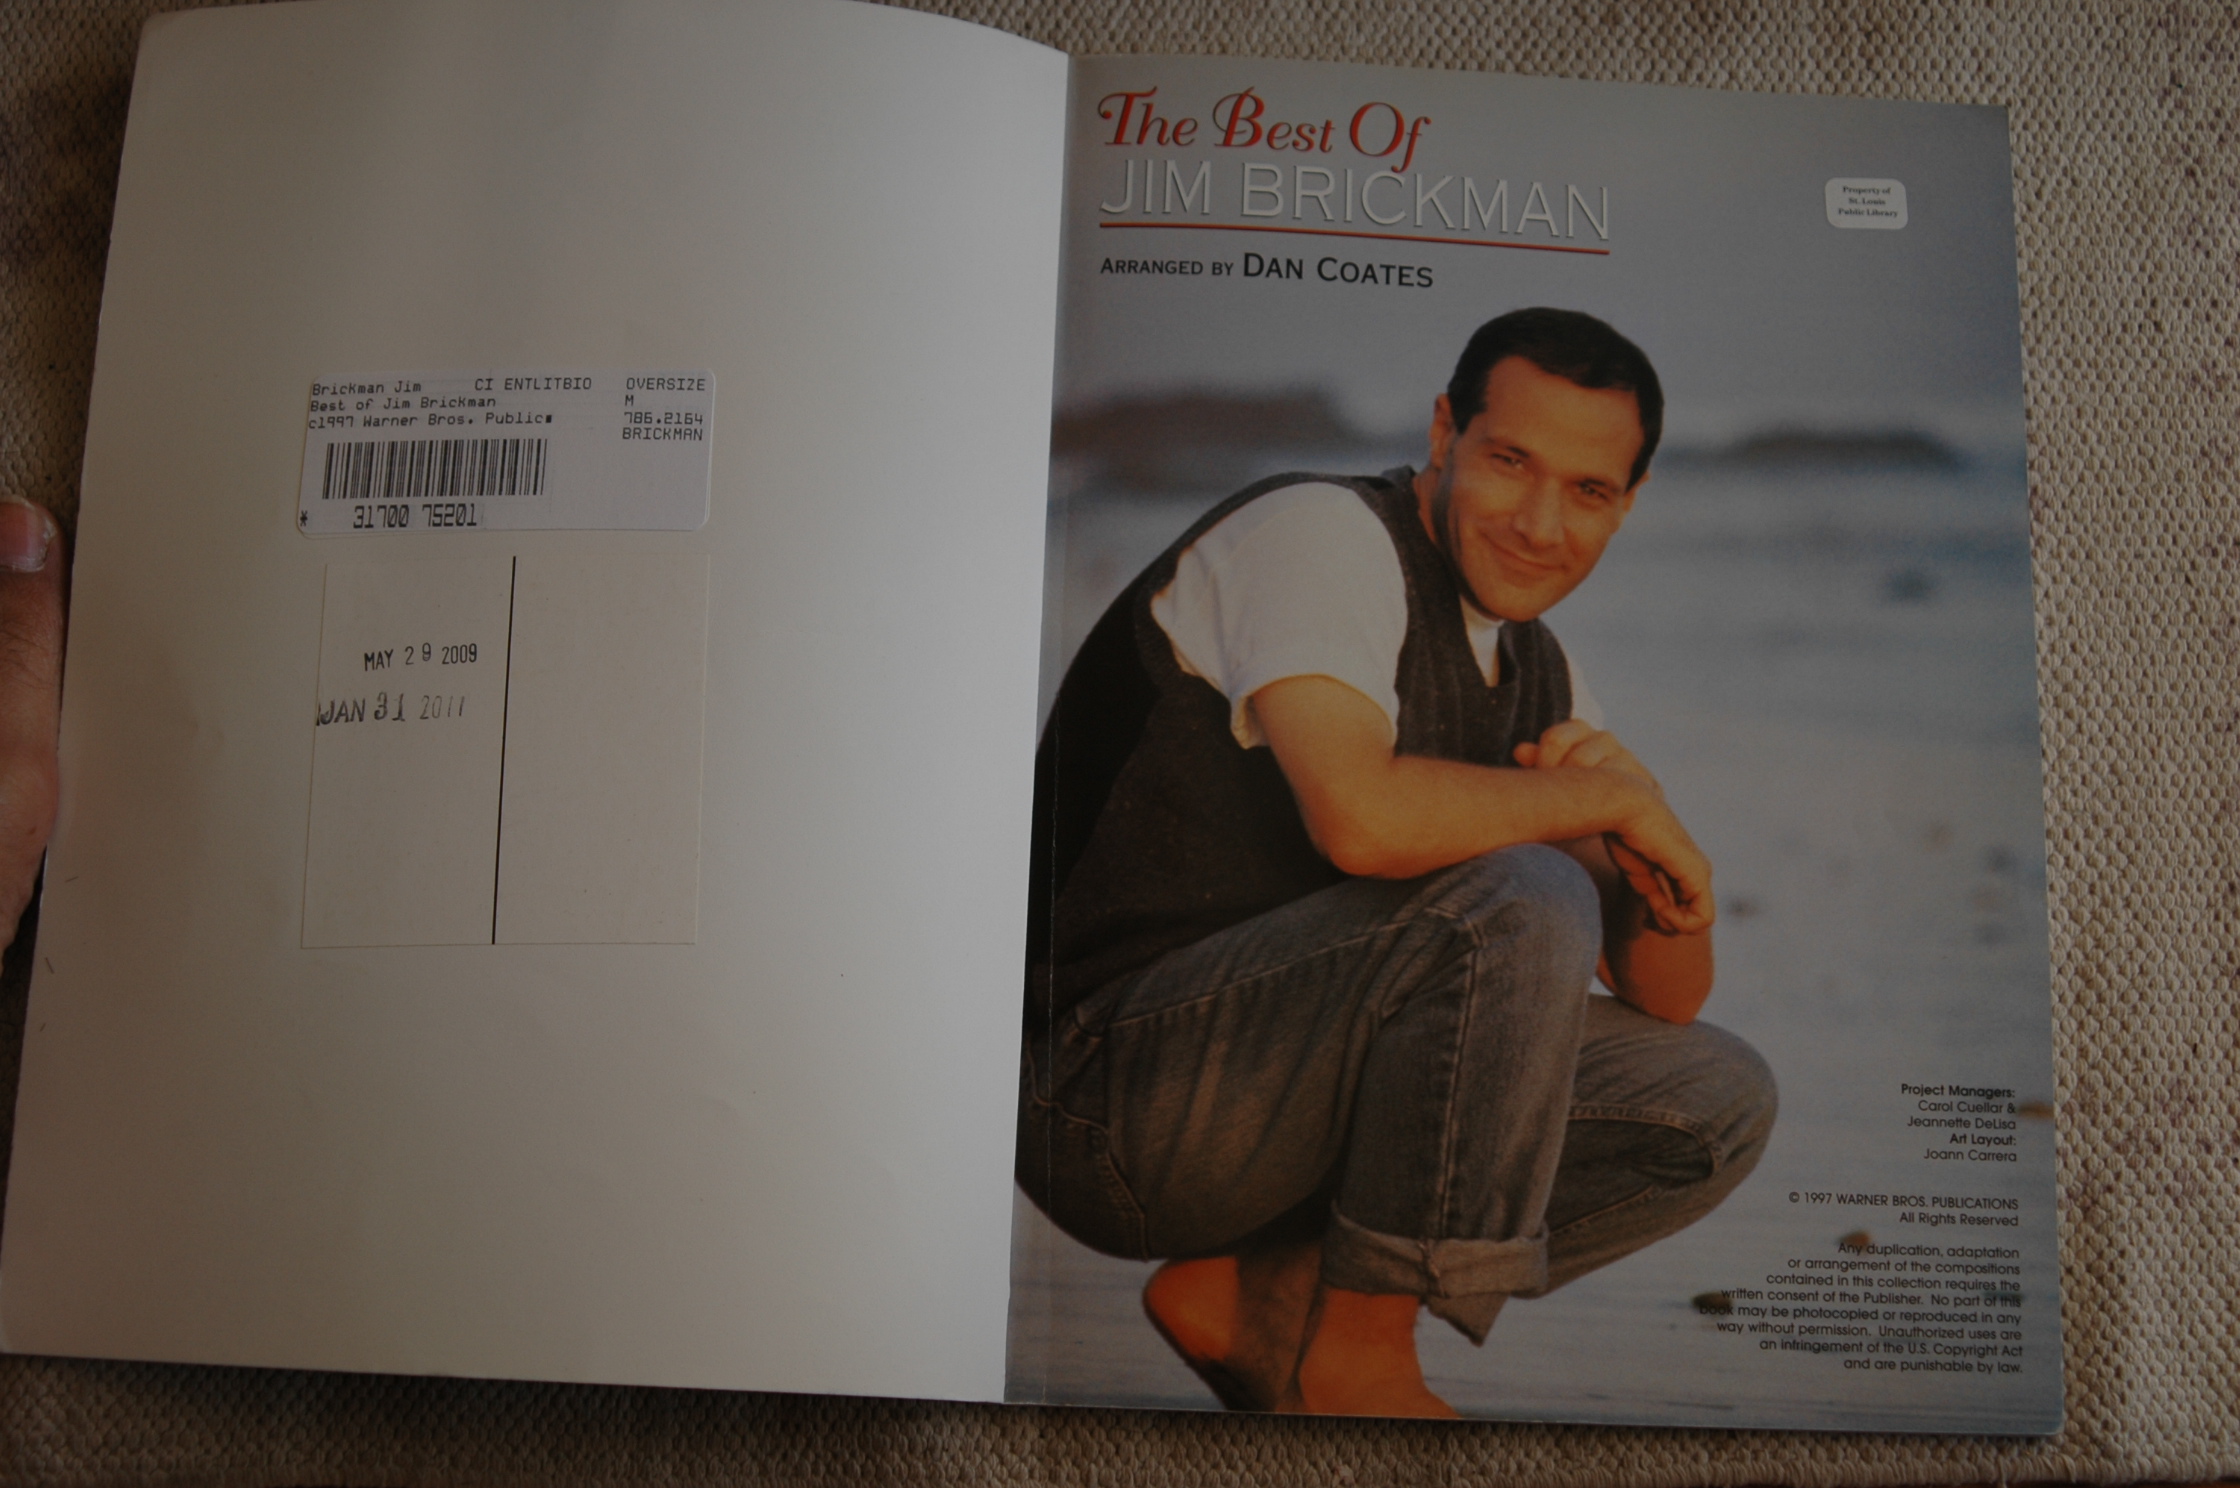 Brickman Jim CI ENTLITBIO OVERSIZE
Best of Jim Brickman M
c1997 Warner Bros. Public 786.2164
BRICKMAN
* 31700 75201
MAY 29 2009
JAN 31 2011
The Best Of
JIM BRICKMAN
ARRANGED BY DAN COATES
Property of
St. Louis
Public Library
Project Managers:
Carol Cuellar &
Jeannette DeLisa
Art Layout:
Joann Carrera
© 1997 WARNER BROS. PUBLICATIONS
All Rights Reserved
Any duplication, adaptation
or arrangement of the compositions
contained in this collection requires the
written consent of the Publisher. No part of this
book may be photocopied or reproduced in any
way without permission. Unauthorized uses are
an infringement of the U.S. Copyright Act
and are punishable by law.